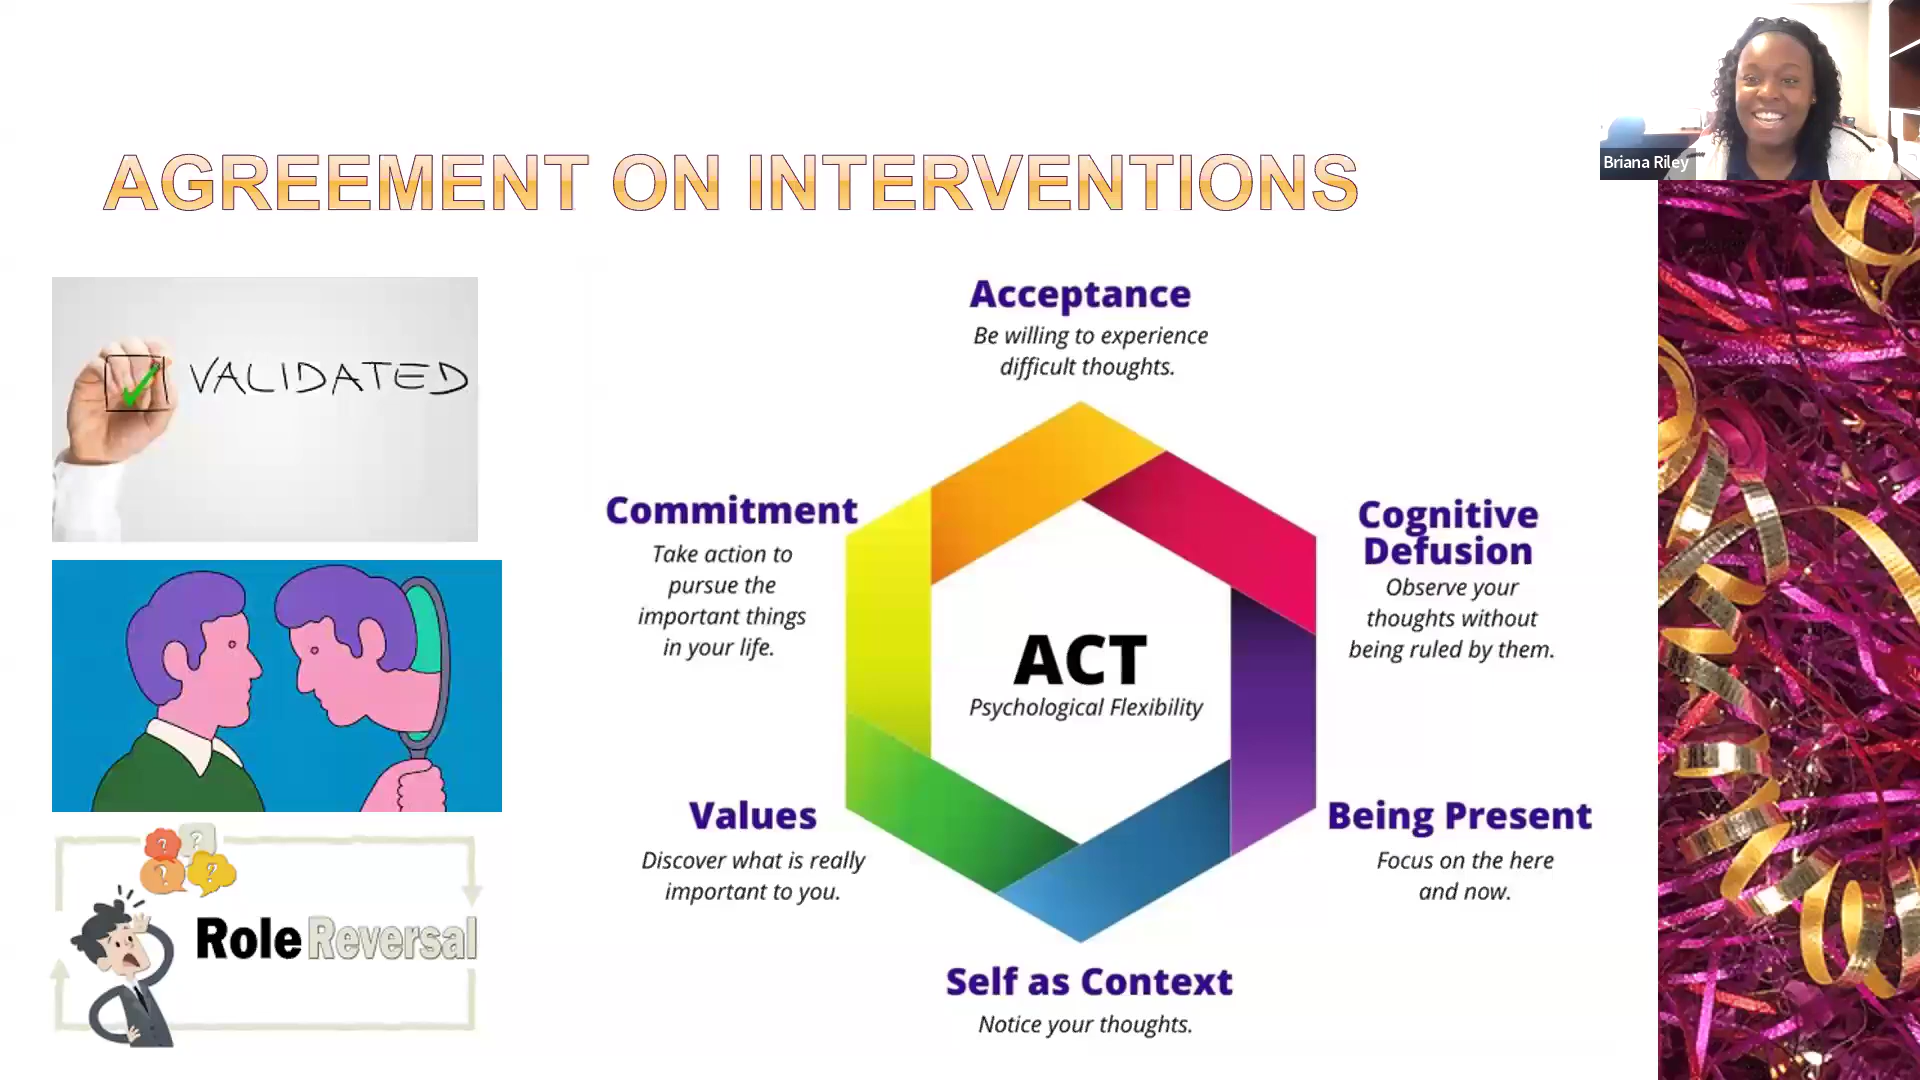 Briana Riley
AGREEMENT ON INTERVENTIONS
VALIDATED
Role Reversal
? ? ? ?
Acceptance
Be willing to experience
difficult thoughts.
Cognitive
Defusion
Observe your
thoughts without
being ruled by them.
Being Present
Focus on the here
and now.
Self as Context
Notice your thoughts.
Values
Discover what is really
important to you.
Commitment
Take action to
pursue the
important things
in your life.
ACT
Psychological Flexibility